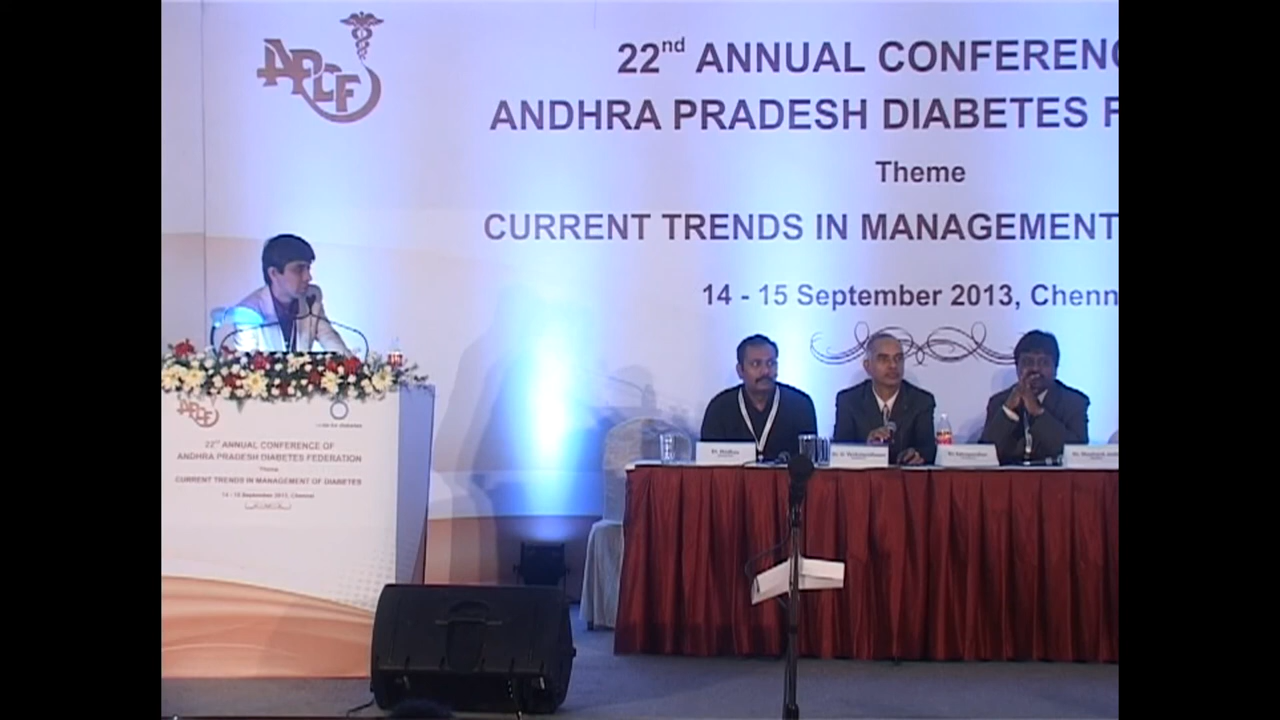 APDF
22nd ANNUAL CONFERENC
ANDHRA PRADESH DIABETES F
Theme
CURRENT TRENDS IN MANAGEMENT
14 - 15 September 2013, Chenn
22nd ANNUAL CONFERENCE OF
ANDHRA PRADESH DIABETES FEDERATION
Theme
CURRENT TRENDS IN MANAGEMENT OF DIABETES
14 - 15 September 2013, Chennai